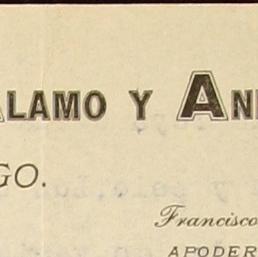 ALAMO Y AN
GO.
Francisco
APODER